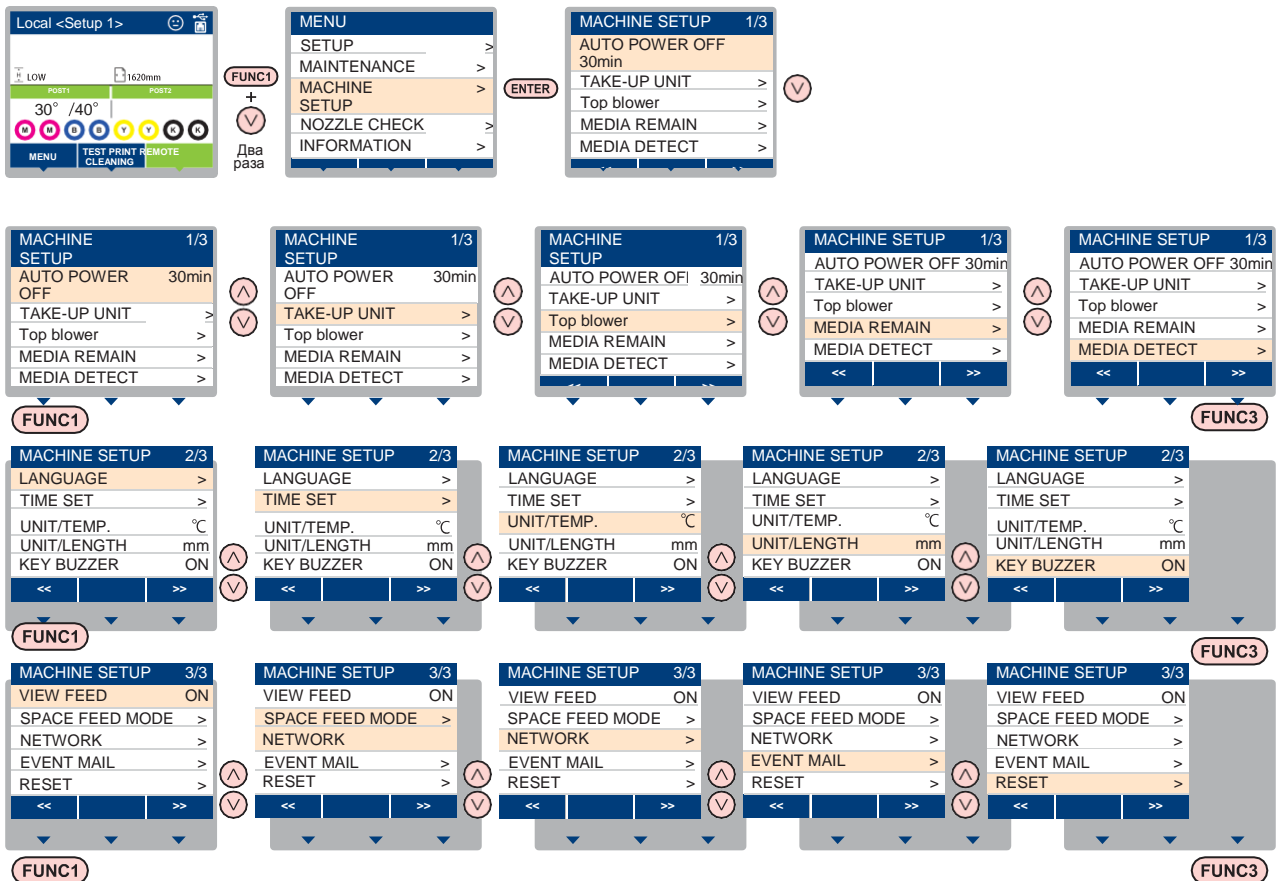 Local <Setup 1>
LOW 1620mm
POST1 POST2
30° /40°
M M B B Y Y K K
MENU TEST PRINT CLEANING REMOTE
FUNC1
+
Два
раза
MENU
SETUP >
MAINTENANCE >
MACHINE
SETUP >
NOZZLE CHECK >
INFORMATION >
ENTER
MACHINE SETUP 1/3
AUTO POWER OFF
30min
TAKE-UP UNIT >
Top blower >
MEDIA REMAIN >
MEDIA DETECT >
MACHINE
SETUP 1/3
AUTO POWER
OFF 30min
TAKE-UP UNIT >
Top blower >
MEDIA REMAIN >
MEDIA DETECT >
MACHINE
SETUP 1/3
AUTO POWER
OFF 30min
TAKE-UP UNIT >
Top blower >
MEDIA REMAIN >
MEDIA DETECT >
MACHINE
SETUP 1/3
AUTO POWER OF 30min
TAKE-UP UNIT >
Top blower >
MEDIA REMAIN >
MEDIA DETECT >
MACHINE SETUP 1/3
AUTO POWER OFF 30min
TAKE-UP UNIT >
Top blower >
MEDIA REMAIN >
MEDIA DETECT >
<< >>
MACHINE SETUP 1/3
AUTO POWER OFF 30min
TAKE-UP UNIT >
Top blower >
MEDIA REMAIN >
MEDIA DETECT >
<< >>
FUNC1
FUNC3
MACHINE SETUP 2/3
LANGUAGE >
TIME SET >
UNIT/TEMP. ℃
UNIT/LENGTH mm
KEY BUZZER ON
<< >>
MACHINE SETUP 2/3
LANGUAGE >
TIME SET >
UNIT/TEMP. ℃
UNIT/LENGTH mm
KEY BUZZER ON
<< >>
MACHINE SETUP 2/3
LANGUAGE >
TIME SET >
UNIT/TEMP. ℃
UNIT/LENGTH mm
KEY BUZZER ON
<< >>
MACHINE SETUP 2/3
LANGUAGE >
TIME SET >
UNIT/TEMP. ℃
UNIT/LENGTH mm
KEY BUZZER ON
<< >>
MACHINE SETUP 2/3
LANGUAGE >
TIME SET >
UNIT/TEMP. ℃
UNIT/LENGTH mm
KEY BUZZER ON
<< >>
FUNC1
FUNC3
MACHINE SETUP 3/3
VIEW FEED ON
SPACE FEED MODE >
NETWORK >
EVENT MAIL >
RESET >
<< >>
MACHINE SETUP 3/3
VIEW FEED ON
SPACE FEED MODE >
NETWORK
EVENT MAIL >
RESET >
<< >>
MACHINE SETUP 3/3
VIEW FEED ON
SPACE FEED MODE >
NETWORK >
EVENT MAIL >
RESET >
<< >>
MACHINE SETUP 3/3
VIEW FEED ON
SPACE FEED MODE >
NETWORK >
EVENT MAIL >
RESET >
<< >>
MACHINE SETUP 3/3
VIEW FEED ON
SPACE FEED MODE >
NETWORK >
EVENT MAIL >
RESET >
<< >>
FUNC1
FUNC3